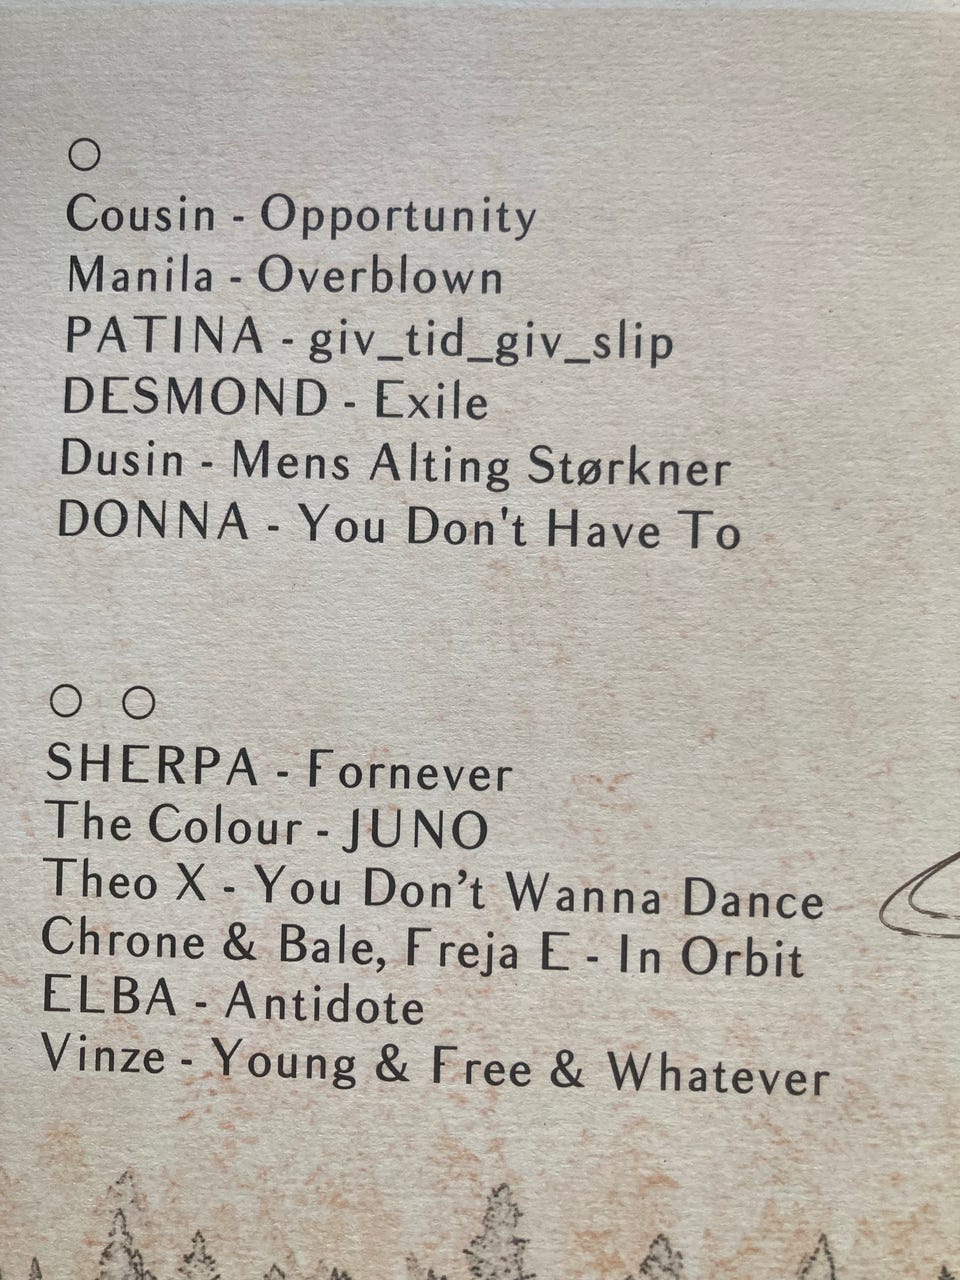 Cousin - Opportunity
Manila - Overblown
PATINA - giv_tid_giv_slip
DESMOND - Exile
Dusin - Mens Alting Størkner
DONNA - You Don't Have To
SHERPA - Fornever
The Colour - JUNO
Theo X - You Don’t Wanna Dance
Chrone & Bale, Freja E - In Orbit
ELBA - Antidote
Vinze - Young & Free & Whatever